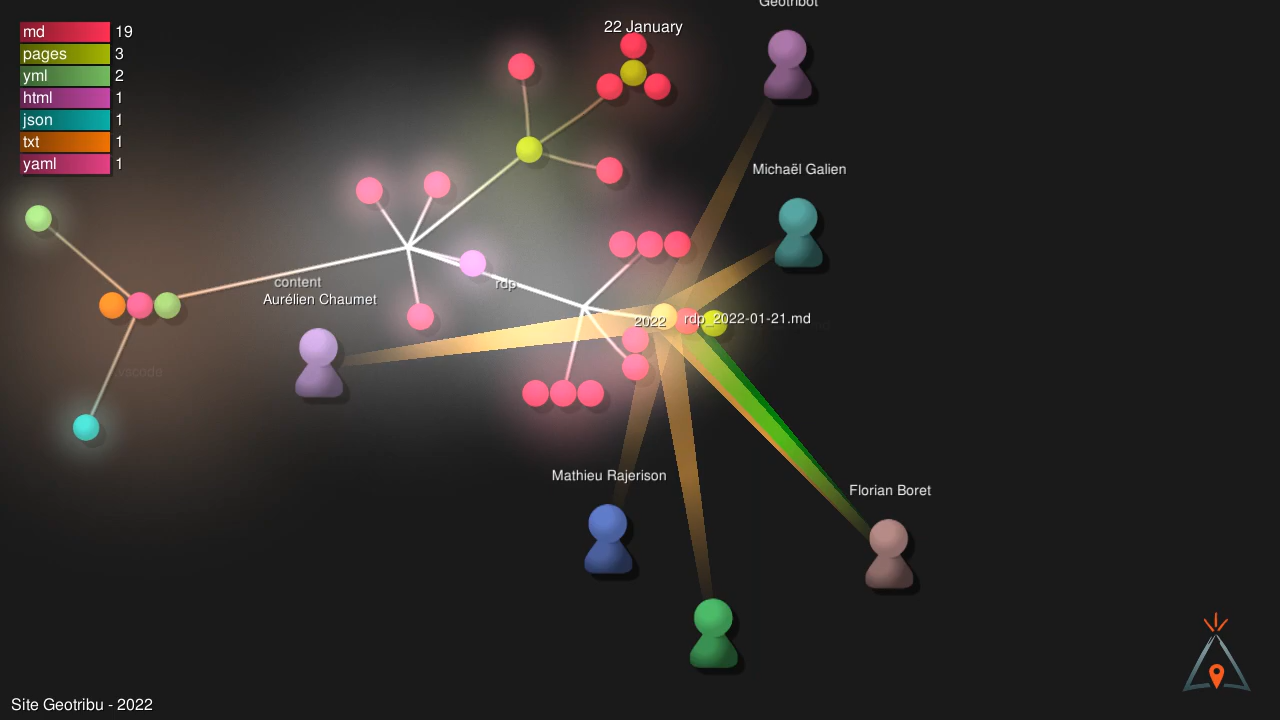 Geotribot
22 January
md 19
pages 3
yml 2
html 1
json 1
txt 1
yaml 1
Michaël Galien
content
rdp
Aurélien Chaumet
2022
rdp_2022-01-21.md
.vscode
Mathieu Rajerison
Florian Boret
Site Geotribu - 2022